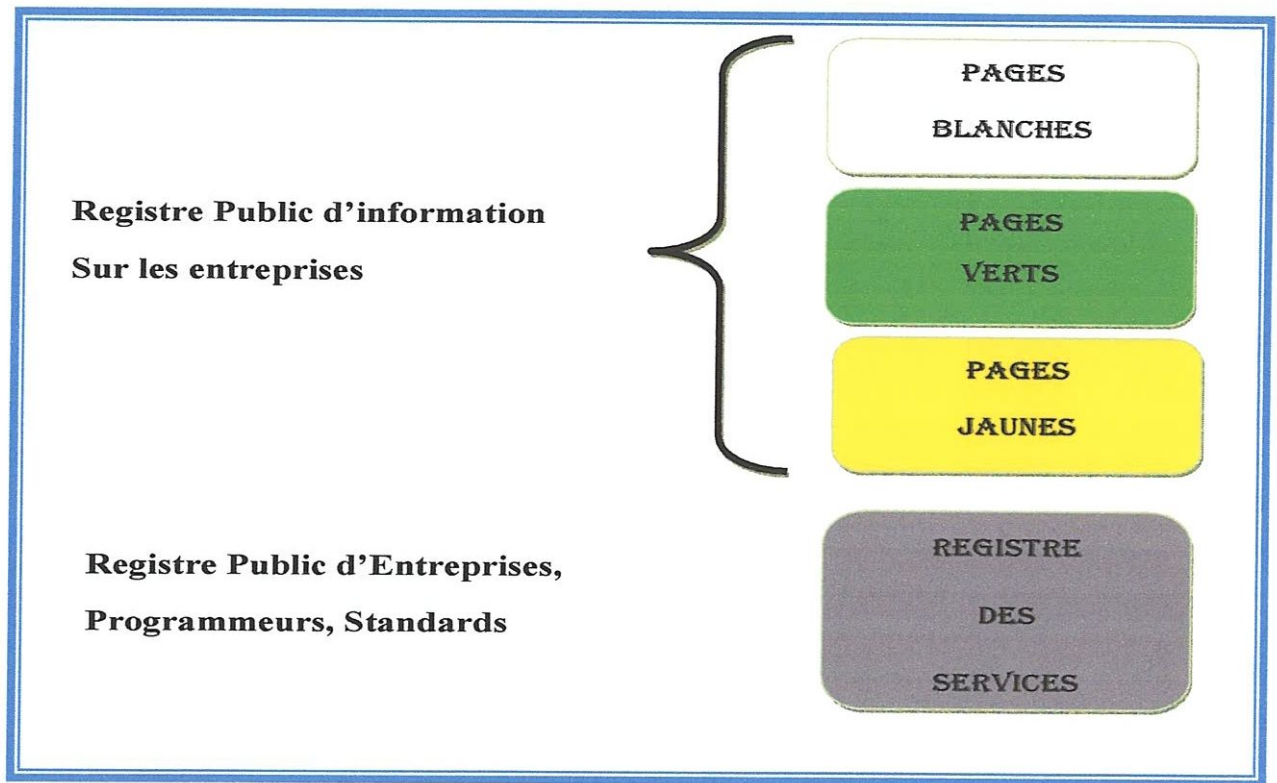 Registre Public d'information
Sur les entreprises
PAGES
BLANCHES
PAGES
VERTS
PAGES
JAUNES
Registre Public d'Entreprises,
Programmeurs, Standards
REGISTRE
DES
SERVICES